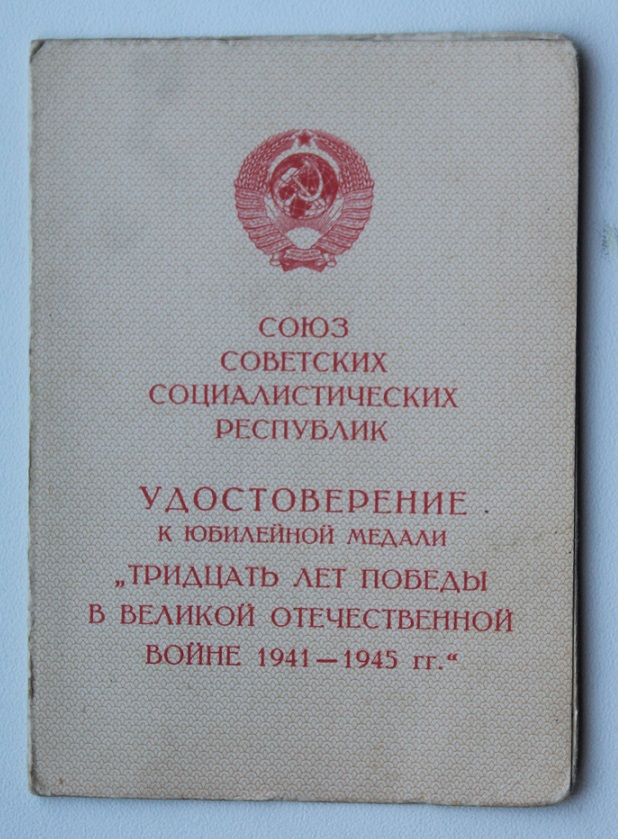 СОЮЗ
СОВЕТСКИХ
СОЦИАЛИСТИЧЕСКИХ
РЕСПУБЛИК
УДОСТОВЕРЕНИЕ
К ЮБИЛЕЙНОЙ МЕДАЛИ
„ТРИДЦАТЬ ЛЕТ ПОБЕДЫ
В ВЕЛИКОЙ ОТЕЧЕСТВЕННОЙ
ВОЙНЕ 1941—1945 гг.“